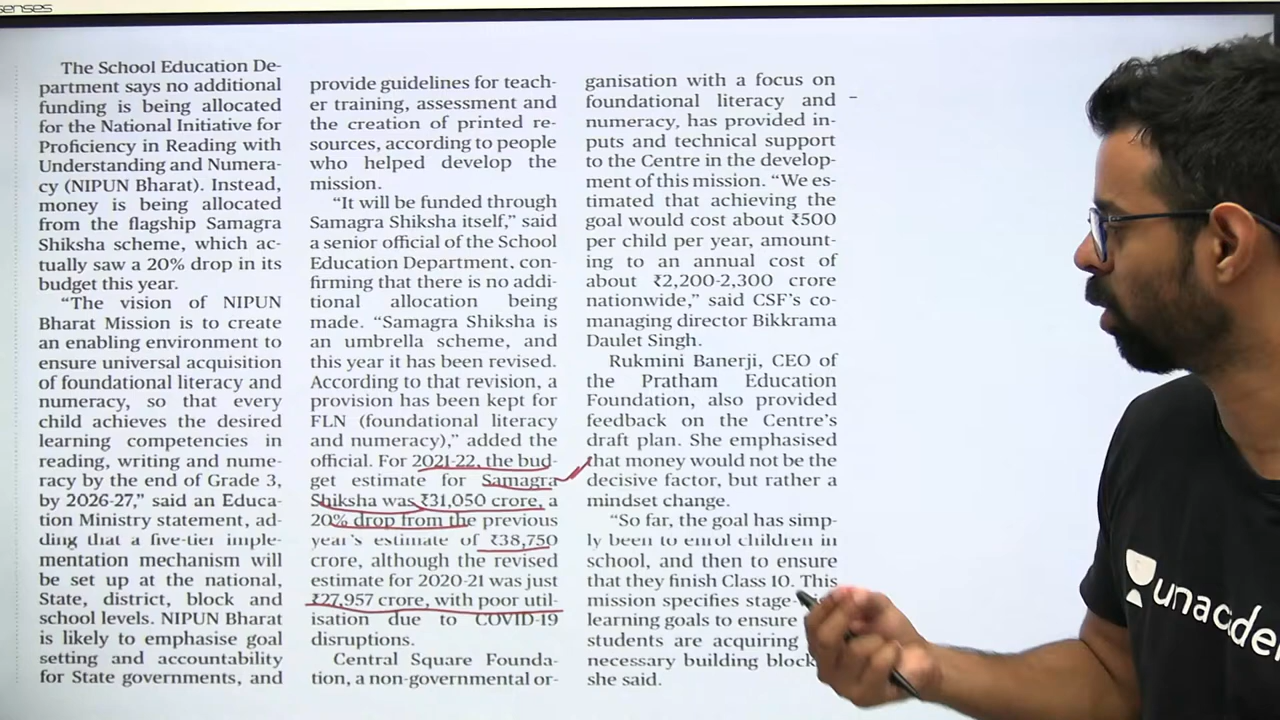 senses
The School Education De-
partment says no additional
funding is being allocated
for the National Initiative for
Proficiency in Reading with
Understanding and Numera-
cy (NIPUN Bharat). Instead,
money is being allocated
from the flagship Samagra
Shiksha scheme, which ac-
tually saw a 20% drop in its
budget this year.
“The vision of NIPUN
Bharat Mission is to create
an enabling environment to
ensure universal acquisition
of foundational literacy and
numeracy, so that every
child achieves the desired
learning competencies in
reading, writing and nume-
racy by the end of Grade 3,
by 2026-27,” said an Educa-
tion Ministry statement, ad-
ding that a five-tier imple-
mentation mechanism will
be set up at the national,
State, district, block and
school levels. NIPUN Bharat
is likely to emphasise goal
setting and accountability
for State governments, and
provide guidelines for teach-
er training, assessment and
the creation of printed re-
sources, according to people
who helped develop the
mission.
“It will be funded through
Samagra Shiksha itself,” said
a senior official of the School
Education Department, con-
firming that there is no addi-
tional allocation being
made. “Samagra Shiksha is
an umbrella scheme, and
this year it has been revised.
According to that revision, a
provision has been kept for
FLN (foundational literacy
and numeracy),” added the
official. For 2021-22, the bud-
get estimate for Samagra
Shiksha was ₹31,050 crore, a
20% drop from the previous
year’s estimate of ₹38,750
crore, although the revised
estimate for 2020-21 was just
₹27,957 crore, with poor util-
isation due to COVID-19
disruptions.
Central Square Founda-
tion, a non-governmental or-
ganisation with a focus on
foundational literacy and
numeracy, has provided in-
puts and technical support
to the Centre in the develop-
ment of this mission. “We es-
timated that achieving the
goal would cost about ₹500
per child per year, amount-
ing to an annual cost of
about ₹2,200-2,300 crore
nationwide,” said CSF’s co-
managing director Bikkrama
Daulet Singh.
Rukmini Banerji, CEO of
the Pratham Education
Foundation, also provided
feedback on the Centre’s
draft plan. She emphasised
that money would not be the
decisive factor, but rather a
mindset change.
“So far, the goal has simp-
ly been to enrol children in
school, and then to ensure
that they finish Class 10. This
mission specifies stage-
learning goals to ensure
students are acquiring
necessary building block
she said.
unacade